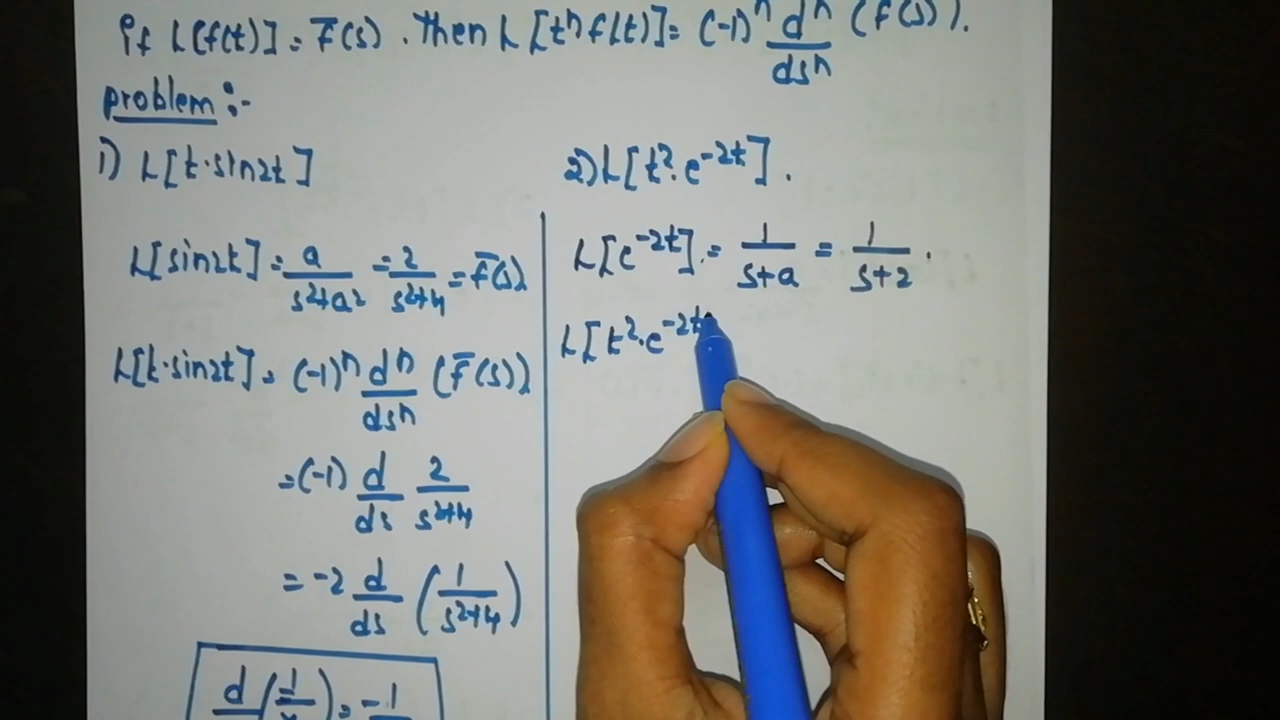 If L[f(t)] = F̅(s). Then L[tⁿf(t)] = (-1)ⁿ dⁿ/dsⁿ (f̅(s)).
problem :-
1) L[t·sin2t]
L[sin2t] = a/s²+a² = 2/s²+4 = F̅(s)
L[t·sin2t] = (-1)ⁿ dⁿ/dsⁿ (F̅(s))
= (-1) d/ds 2/s²+4
= -2 d/ds (1/s²+4)
2) L[t²·e⁻²ᵗ].
L[e⁻²ᵗ] = 1/s+a = 1/s+2.
L[t²·e⁻²ᵗ